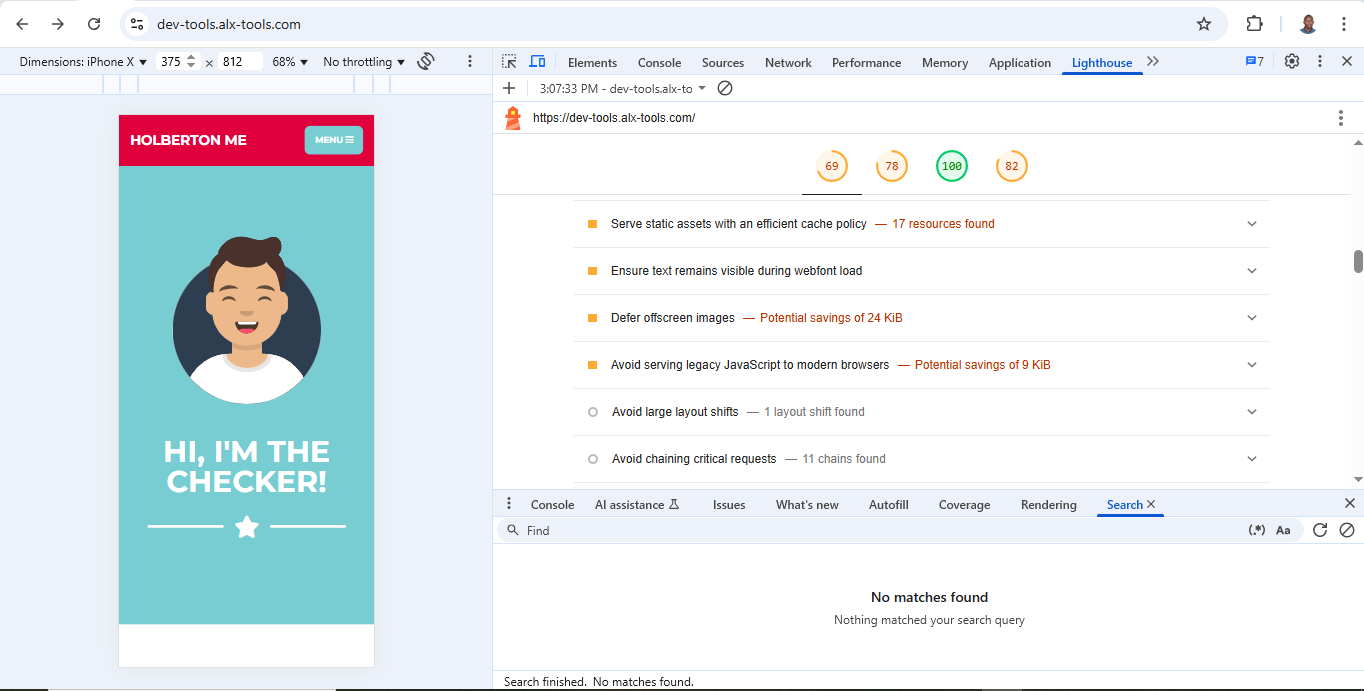 dev-tools.alx-tools.com
Dimensions: iPhone X 375 × 812 68% No throttling
Elements Console Sources Network Performance Memory Application Lighthouse 7
3:07:33 PM - dev-tools.alx-to
https://dev-tools.alx-tools.com/
HOLBERTON ME MENU
69 78 100 82
Serve static assets with an efficient cache policy — 17 resources found
Ensure text remains visible during webfont load
Defer offscreen images — Potential savings of 24 KiB
Avoid serving legacy JavaScript to modern browsers — Potential savings of 9 KiB
Avoid large layout shifts — 1 layout shift found
Avoid chaining critical requests — 11 chains found
HI, I'M THE
CHECKER!
Console AI assistance Issues What's new Autofill Coverage Rendering Search
Find (.*) Aa
No matches found
Nothing matched your search query
Search finished. No matches found.